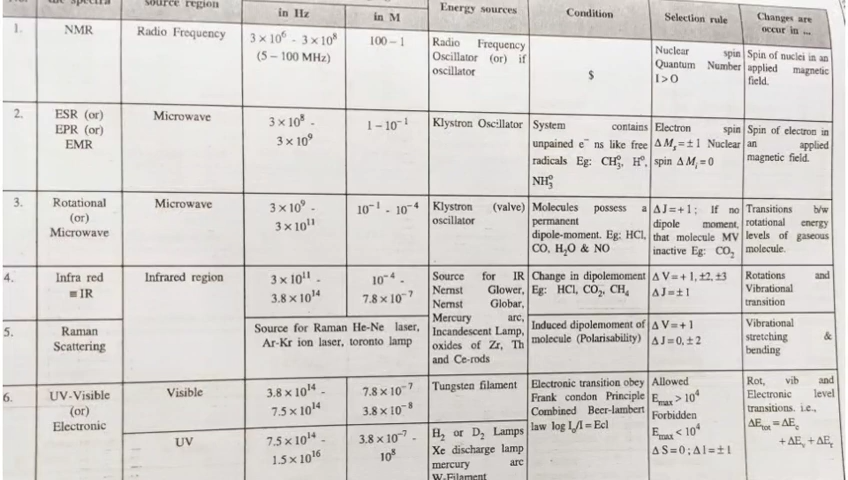 the spectra
source region
in Hz
in M
Energy sources
Condition
Selection rule
Changes are
occur in ...
1.
NMR
Radio Frequency
3 × 10⁶ - 3 × 10⁸
(5 – 100 MHz)
100 – 1
Radio Frequency
Oscillator (or) if
oscillator
$
Nuclear spin
Quantum Number
I > O
Spin of nuclei in an
applied magnetic
field.
2.
ESR (or)
EPR (or)
EMR
Microwave
3 × 10⁸ -
3 × 10⁹
1 – 10⁻¹
Klystron Oscillator
System contains
unpained e⁻ ns like free
radicals Eg: CH₃⁰, H⁰,
NH₃⁰
Electron spin
ΔMₛ = ± 1 Nuclear
spin ΔMᵢ = 0
Spin of electron in
an applied
magnetic field.
3.
Rotational
(or)
Microwave
Microwave
3 × 10⁹ -
3 × 10¹¹
10⁻¹ - 10⁻⁴
Klystron (valve)
oscillator
Molecules possess a
permanent
dipole-moment. Eg: HCl,
CO, H₂O & NO
ΔJ = + 1; If no
dipole moment,
that molecule MV
inactive Eg: CO₂
Transitions b/w
rotational energy
levels of gaseous
molecule.
4.
Infra red
≡ IR
Infrared region
3 × 10¹¹ -
3.8 × 10¹⁴
10⁻⁴ -
7.8 × 10⁻⁷
Source for IR
Nernst Glower,
Nernst Globar,
Mercury arc,
Incandescent Lamp,
oxides of Zr, Th
and Ce-rods
Change in dipolemoment
Eg: HCl, CO₂, CH₄
ΔV = + 1, ±2, ±3
ΔJ = ± 1
Rotations and
Vibrational
transition
5.
Raman
Scattering
Source for Raman He-Ne laser,
Ar-Kr ion laser, toronto lamp
Induced dipolemoment of
molecule (Polarisability)
ΔV = + 1
ΔJ = 0, ± 2
Vibrational
stretching &
bending
6.
UV-Visible
(or)
Electronic
Visible
3.8 × 10¹⁴ -
7.5 × 10¹⁴
7.8 × 10⁻⁷
3.8 × 10⁻⁸
Tungsten filament
Electronic transition obey
Frank condon Principle
Combined Beer-lambert
law log I₀/I = Ecl
Allowed
Eₘₐₓ > 10⁴
Forbidden
Eₘₐₓ < 10⁴
ΔS = 0 ; Δl = ± 1
Rot, vib and
Electronic level
transitions. i.e.,
ΔEₜₒₜ = ΔEₑ
+ ΔEᵥ + ΔEᵣ
UV
7.5 × 10¹⁴ -
1.5 × 10¹⁶
3.8 × 10⁻⁷ -
10⁸
H₂ or D₂ Lamps
Xe discharge lamp
mercury arc
W-Filament